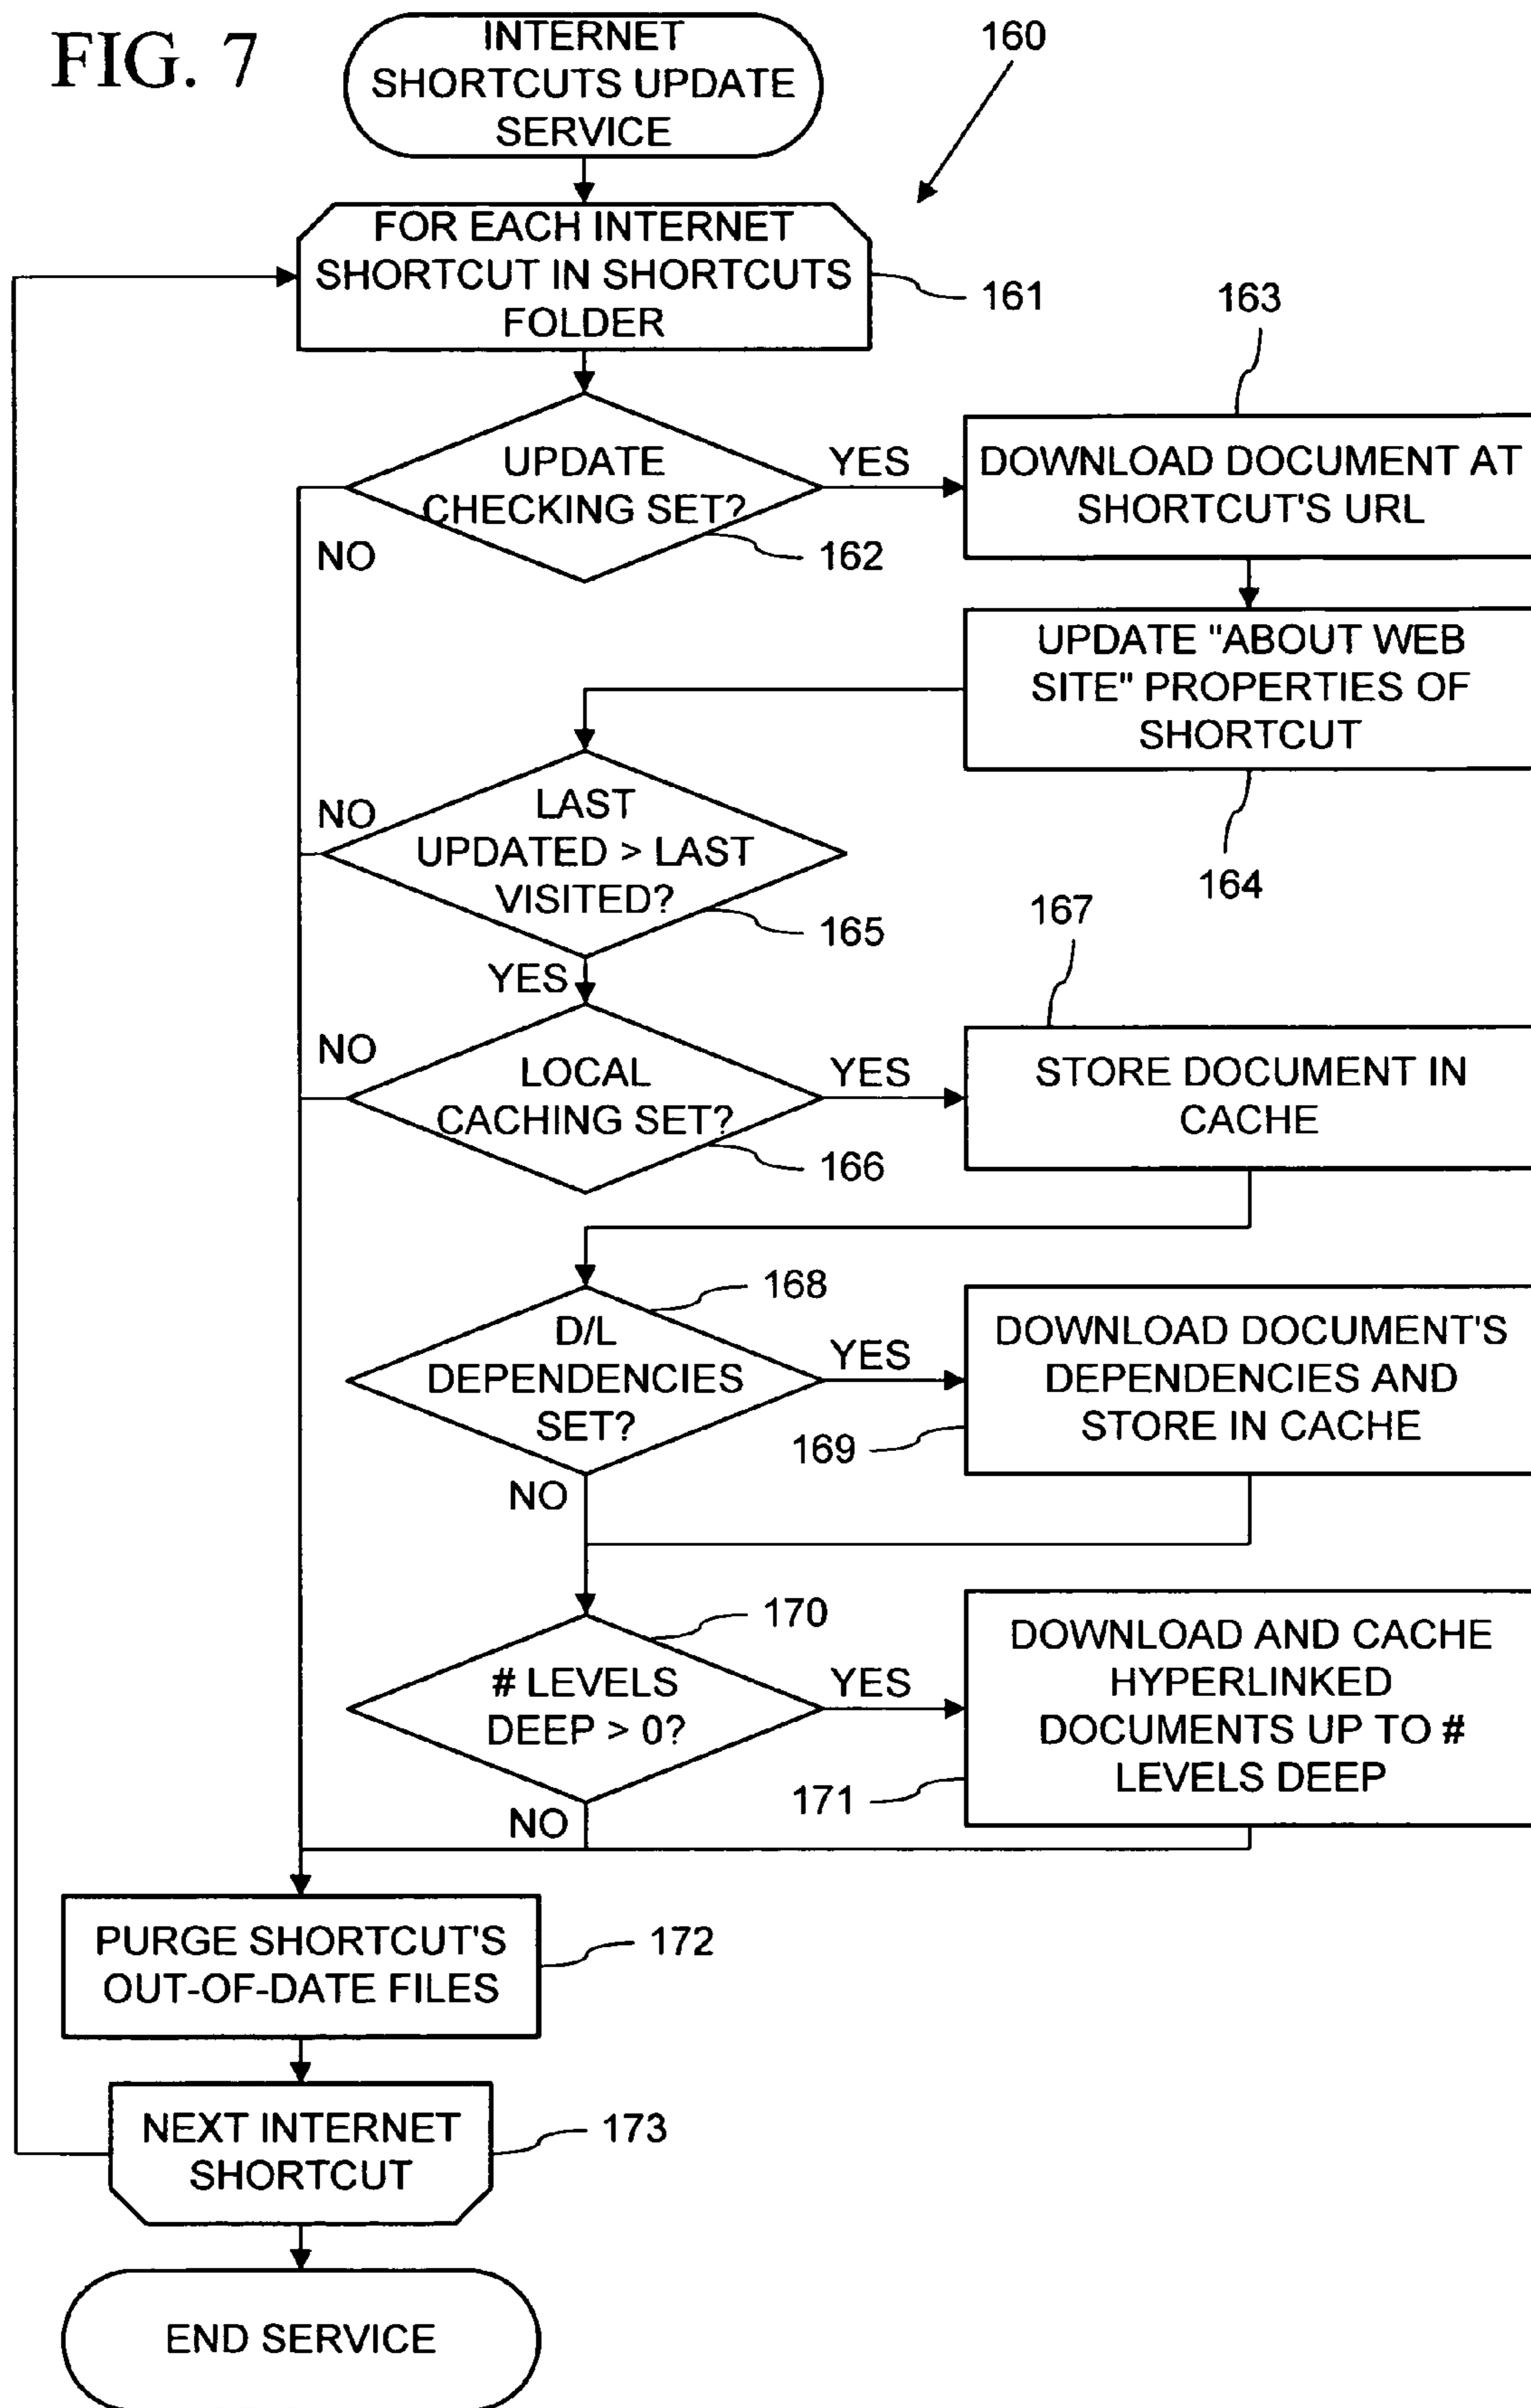 FIG. 7
INTERNET
SHORTCUTS UPDATE
SERVICE
160
FOR EACH INTERNET
SHORTCUT IN SHORTCUTS
FOLDER
161
163
UPDATE
CHECKING SET?
YES
NO
162
DOWNLOAD DOCUMENT AT
SHORTCUT'S URL
UPDATE "ABOUT WEB
SITE" PROPERTIES OF
SHORTCUT
164
LAST
UPDATED > LAST
VISITED?
NO
165
YES
167
LOCAL
CACHING SET?
NO
YES
166
STORE DOCUMENT IN
CACHE
168
D/L
DEPENDENCIES
SET?
YES
NO
DOWNLOAD DOCUMENT'S
DEPENDENCIES AND
STORE IN CACHE
169
170
# LEVELS
DEEP > 0?
YES
NO
DOWNLOAD AND CACHE
HYPERLINKED
DOCUMENTS UP TO #
LEVELS DEEP
171
PURGE SHORTCUT'S
OUT-OF-DATE FILES
172
NEXT INTERNET
SHORTCUT
173
END SERVICE